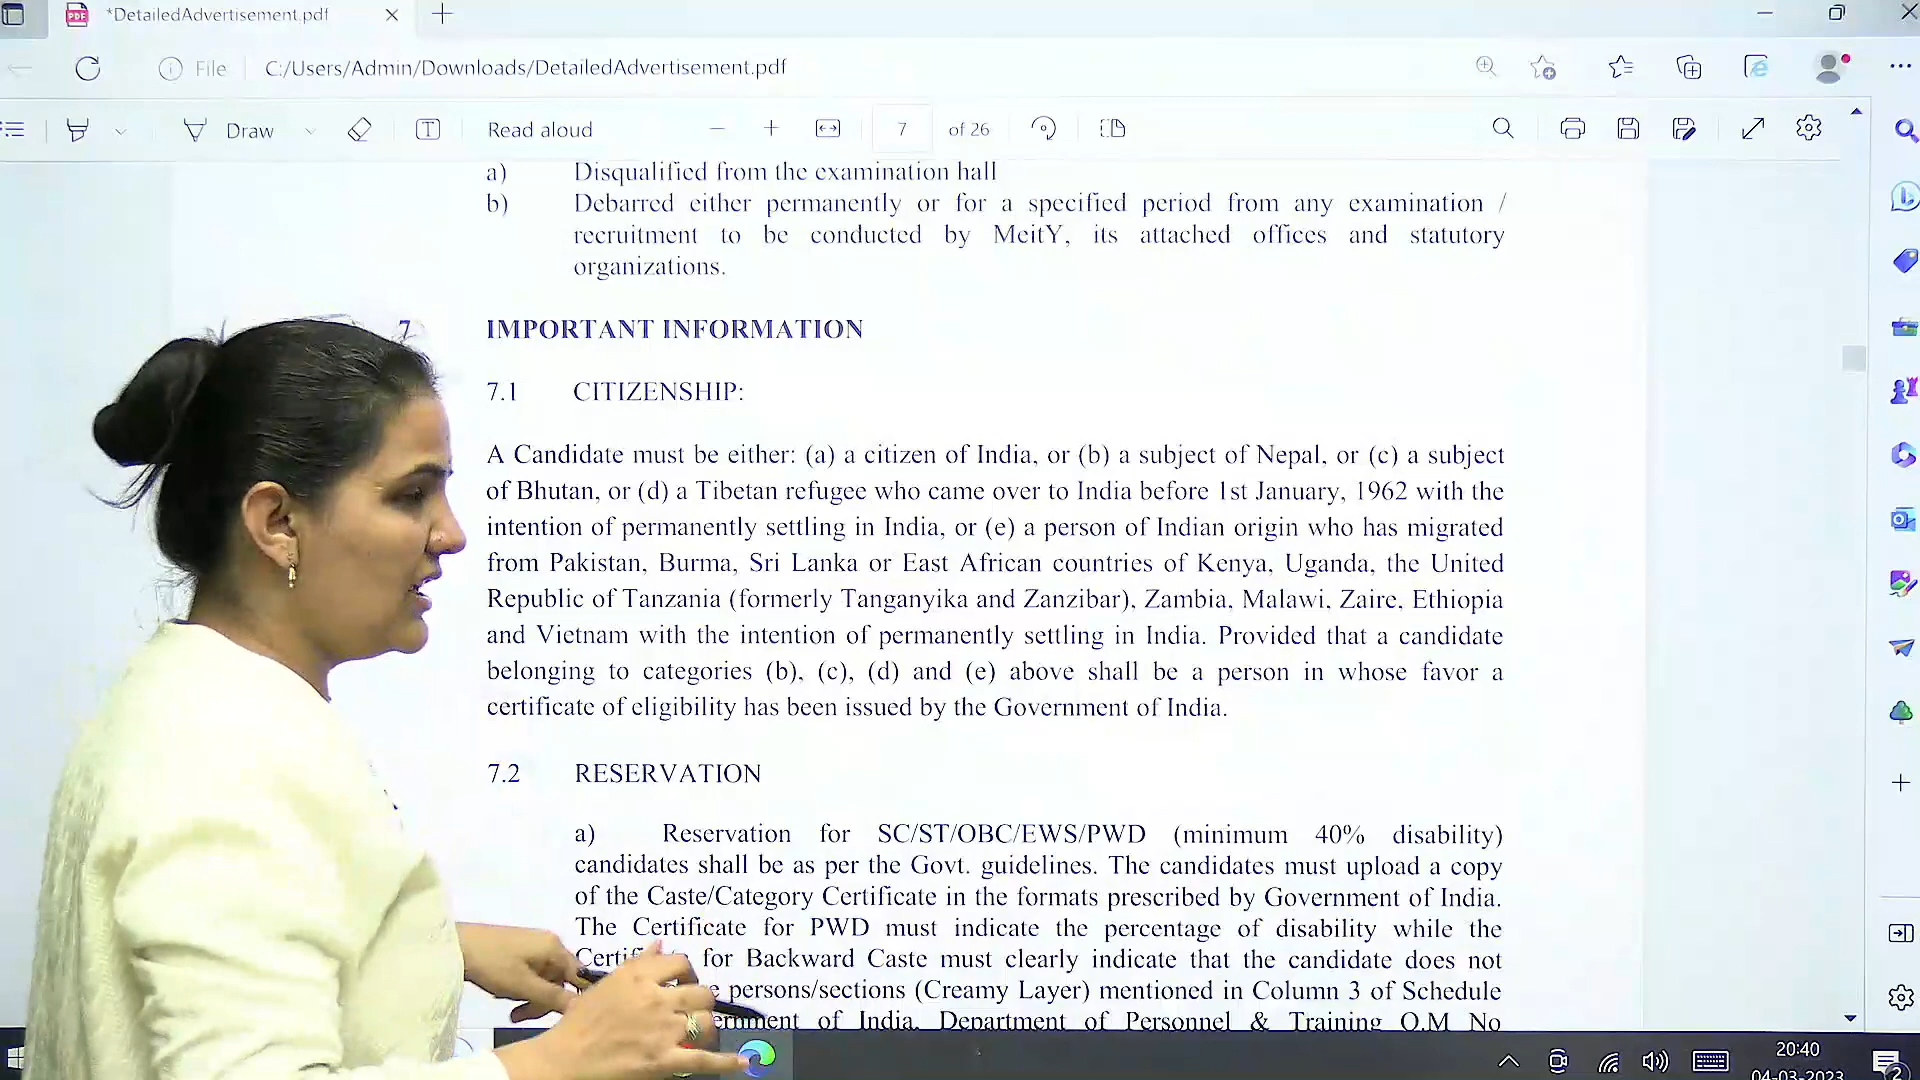 *DetailedAdvertisement.pdf
File
C:/Users/Admin/Downloads/DetailedAdvertisement.pdf
Draw
Read aloud
7
of 26
a) Disqualified from the examination hall
b) Debarred either permanently or for a specified period from any examination /
recruitment to be conducted by MeitY, its attached offices and statutory
organizations.
7 IMPORTANT INFORMATION
7.1 CITIZENSHIP:
A Candidate must be either: (a) a citizen of India, or (b) a subject of Nepal, or (c) a subject
of Bhutan, or (d) a Tibetan refugee who came over to India before 1st January, 1962 with the
intention of permanently settling in India, or (e) a person of Indian origin who has migrated
from Pakistan, Burma, Sri Lanka or East African countries of Kenya, Uganda, the United
Republic of Tanzania (formerly Tanganyika and Zanzibar), Zambia, Malawi, Zaire, Ethiopia
and Vietnam with the intention of permanently settling in India. Provided that a candidate
belonging to categories (b), (c), (d) and (e) above shall be a person in whose favor a
certificate of eligibility has been issued by the Government of India.
7.2 RESERVATION
a) Reservation for SC/ST/OBC/EWS/PWD (minimum 40% disability)
candidates shall be as per the Govt. guidelines. The candidates must upload a copy
of the Caste/Category Certificate in the formats prescribed by Government of India.
The Certificate for PWD must indicate the percentage of disability while the
for Backward Caste must clearly indicate that the candidate does not
persons/sections (Creamy Layer) mentioned in Column 3 of Schedule
of India, Department of Personnel & Training O.M No
20:40
04-03-2023
2